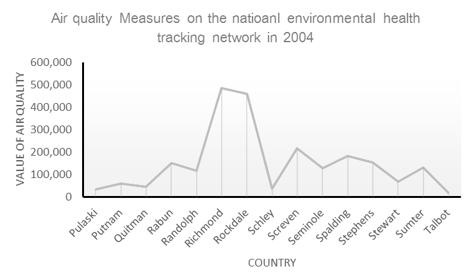 Air quality Measures on the natioanl environmental health
tracking network in 2004
600,000
500,000
400,000
300,000
200,000
100,000
0
VALUE OF AIRQUALITY
Pulaski
Putnam
Quitman
Rabun
Randolph
Richmond
Rockdale
Schley
Screven
Seminole
Spalding
Stephens
Stewart
Sumter
Talbot
COUNTRY